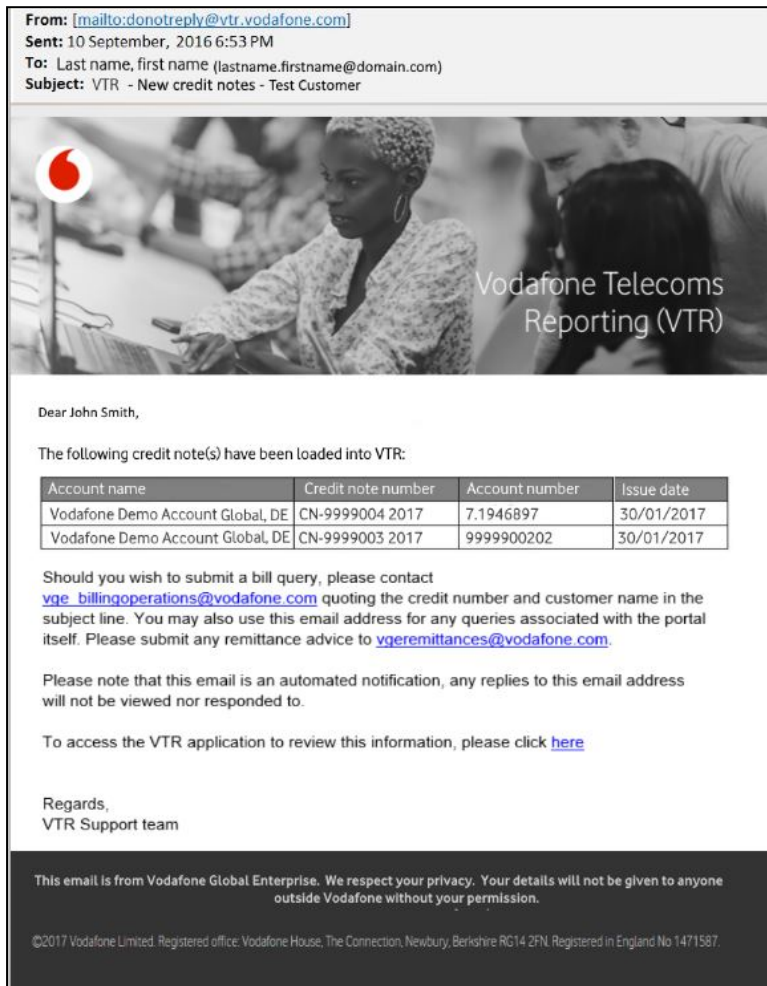 From: [mailto:donotreply@vtr.vodafone.com]
Sent: 10 September, 2016 6:53 PM
To: Last name, first name (lastname.firstname@domain.com)
Subject: VTR - New credit notes - Test Customer
Vodafone Telecoms
Reporting (VTR)
Dear John Smith,
The following credit note(s) have been loaded into VTR:
Account name Credit note number Account number Issue date
Vodafone Demo Account Global, DE CN-9999004 2017 7.1946897 30/01/2017
Vodafone Demo Account Global, DE CN-9999003 2017 9999900202 30/01/2017
Should you wish to submit a bill query, please contact
vge_billingoperations@vodafone.com quoting the credit number and customer name in the
subject line. You may also use this email address for any queries associated with the portal
itself. Please submit any remittance advice to vgeremittances@vodafone.com.
Please note that this email is an automated notification, any replies to this email address
will not be viewed nor responded to.
To access the VTR application to review this information, please click here
Regards,
VTR Support team
This email is from Vodafone Global Enterprise. We respect your privacy. Your details will not be given to anyone
outside Vodafone without your permission.
©2017 Vodafone Limited. Registered office: Vodafone House, The Connection, Newbury, Berkshire RG14 2FN. Registered in England No 1471587.